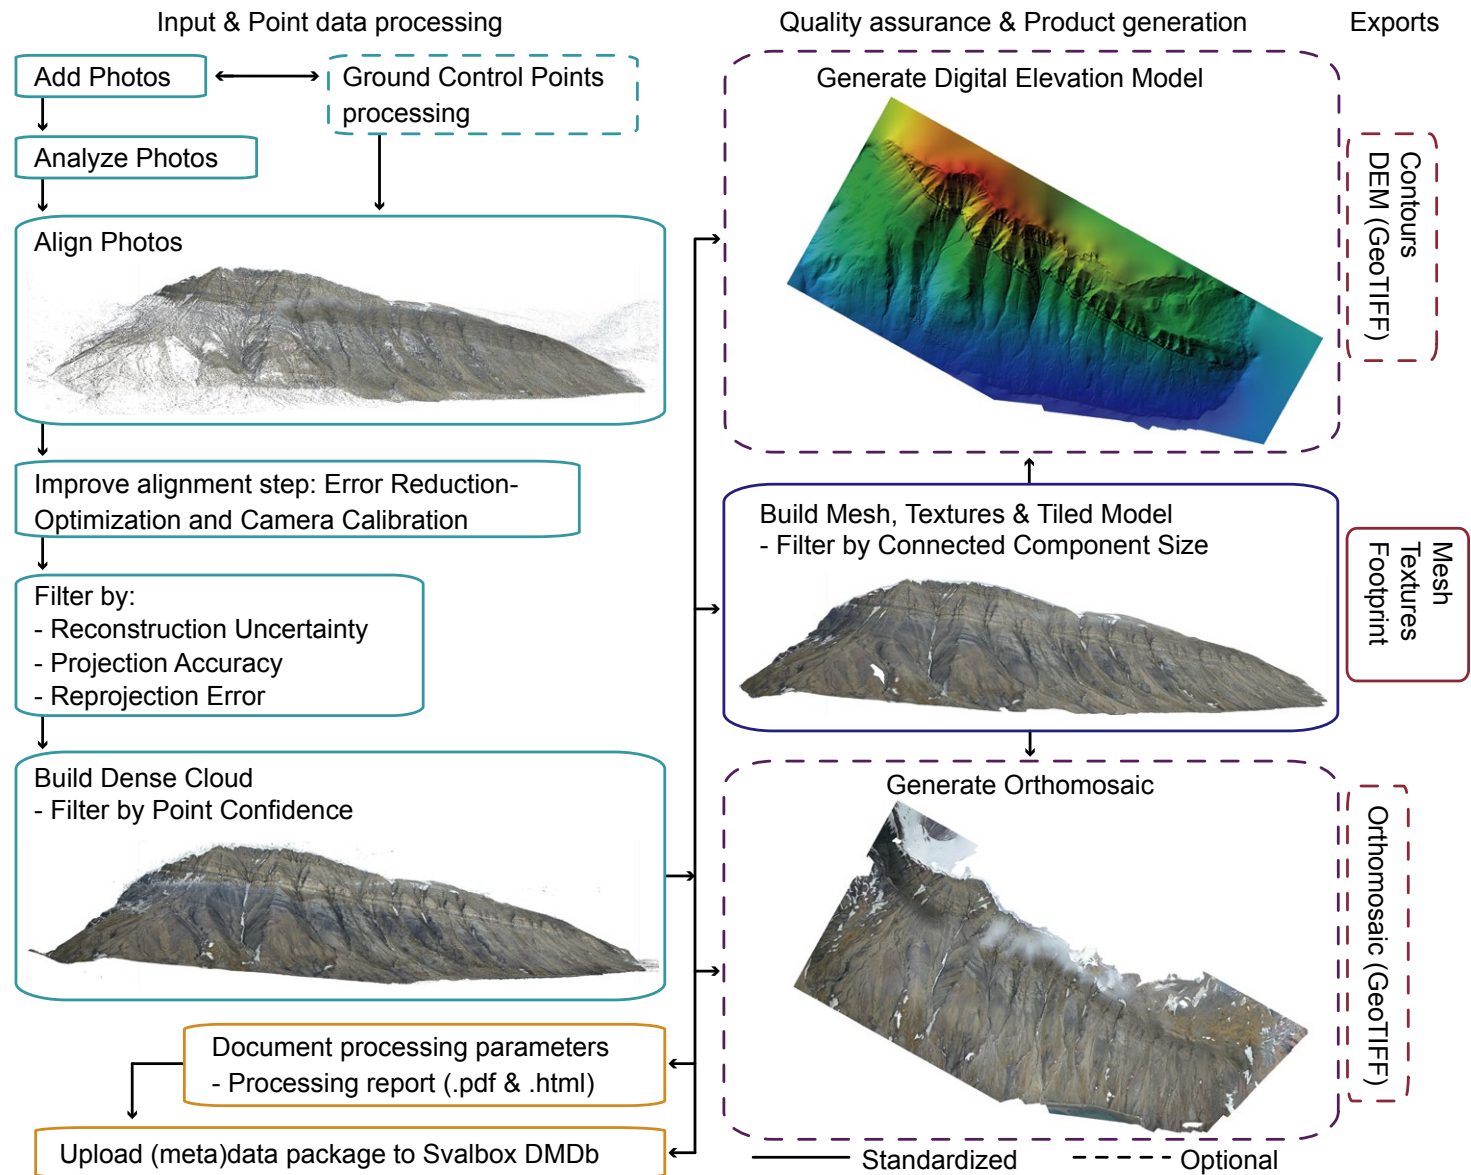 Input & Point data processing
Quality assurance & Product generation
Exports
Add Photos
Ground Control Points
processing
Analyze Photos
Align Photos
Improve alignment step: Error Reduction-
Optimization and Camera Calibration
Filter by:
- Reconstruction Uncertainty
- Projection Accuracy
- Reprojection Error
Build Dense Cloud
- Filter by Point Confidence
Document processing parameters
- Processing report (.pdf & .html)
Upload (meta)data package to Svalbox DMDb
Generate Digital Elevation Model
Contours
DEM (GeoTIFF)
Build Mesh, Textures & Tiled Model
- Filter by Connected Component Size
Mesh
Textures
Footprint
Generate Orthomosaic
Orthomosaic (GeoTIFF)
Standardized
Optional